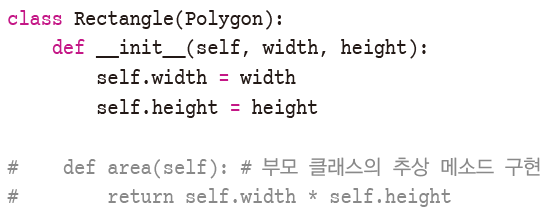 class Rectangle(Polygon):
    def __init__(self, width, height):
        self.width = width
        self.height = height

#    def area(self): # 부모 클래스의 추상 메소드 구현
#        return self.width * self.height